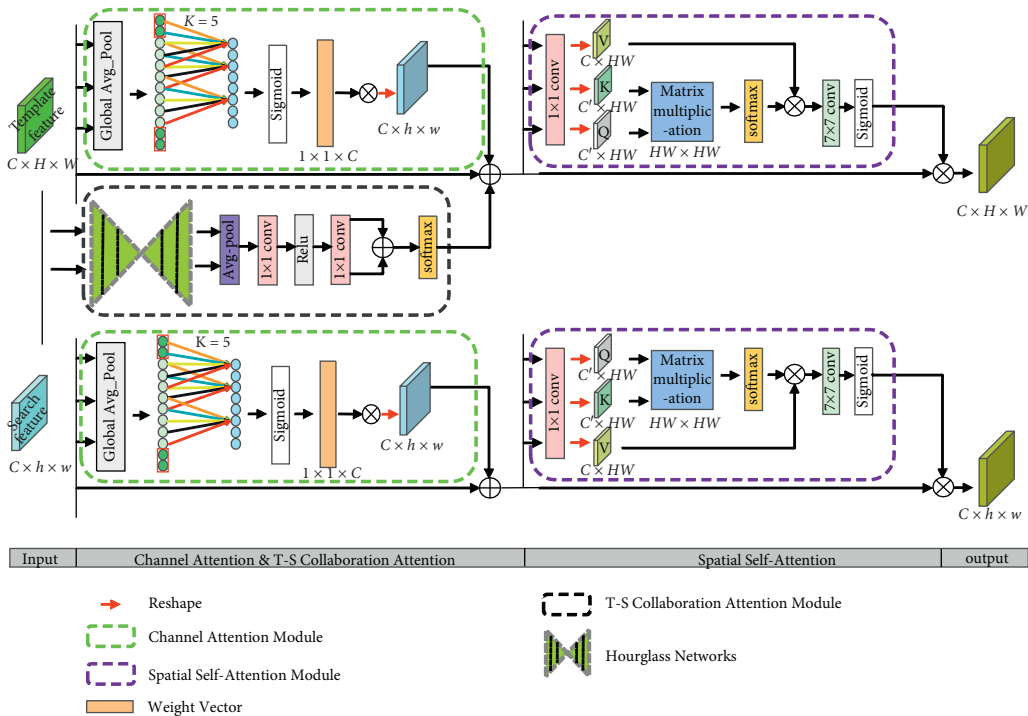 Template
feature
C × H × W
Global Avg_Pool
K = 5
Sigmoid
1 × 1 × C
C × h × w
1×1 conv
V
C × HW
K
C′ × HW
Q
C′ × HW
Matrix
multiplic
-ation
HW × HW
softmax
7×7 conv
Sigmoid
C × H × W
Avg-pool
1×1 conv
Relu
1×1 conv
softmax
Search
feature
C × h × w
Global Avg_Pool
K = 5
Sigmoid
1 × 1 × C
C × h × w
1×1 conv
Q
C′ × HW
K
C′ × HW
V
C × HW
Matrix
multiplic
-ation
HW × HW
softmax
7×7 conv
Sigmoid
C × h × w
Input
Channel Attention & T-S Collaboration Attention
Spatial Self-Attention
output
Reshape
Channel Attention Module
Spatial Self-Attention Module
Weight Vector
T-S Collaboration Attention Module
Hourglass Networks